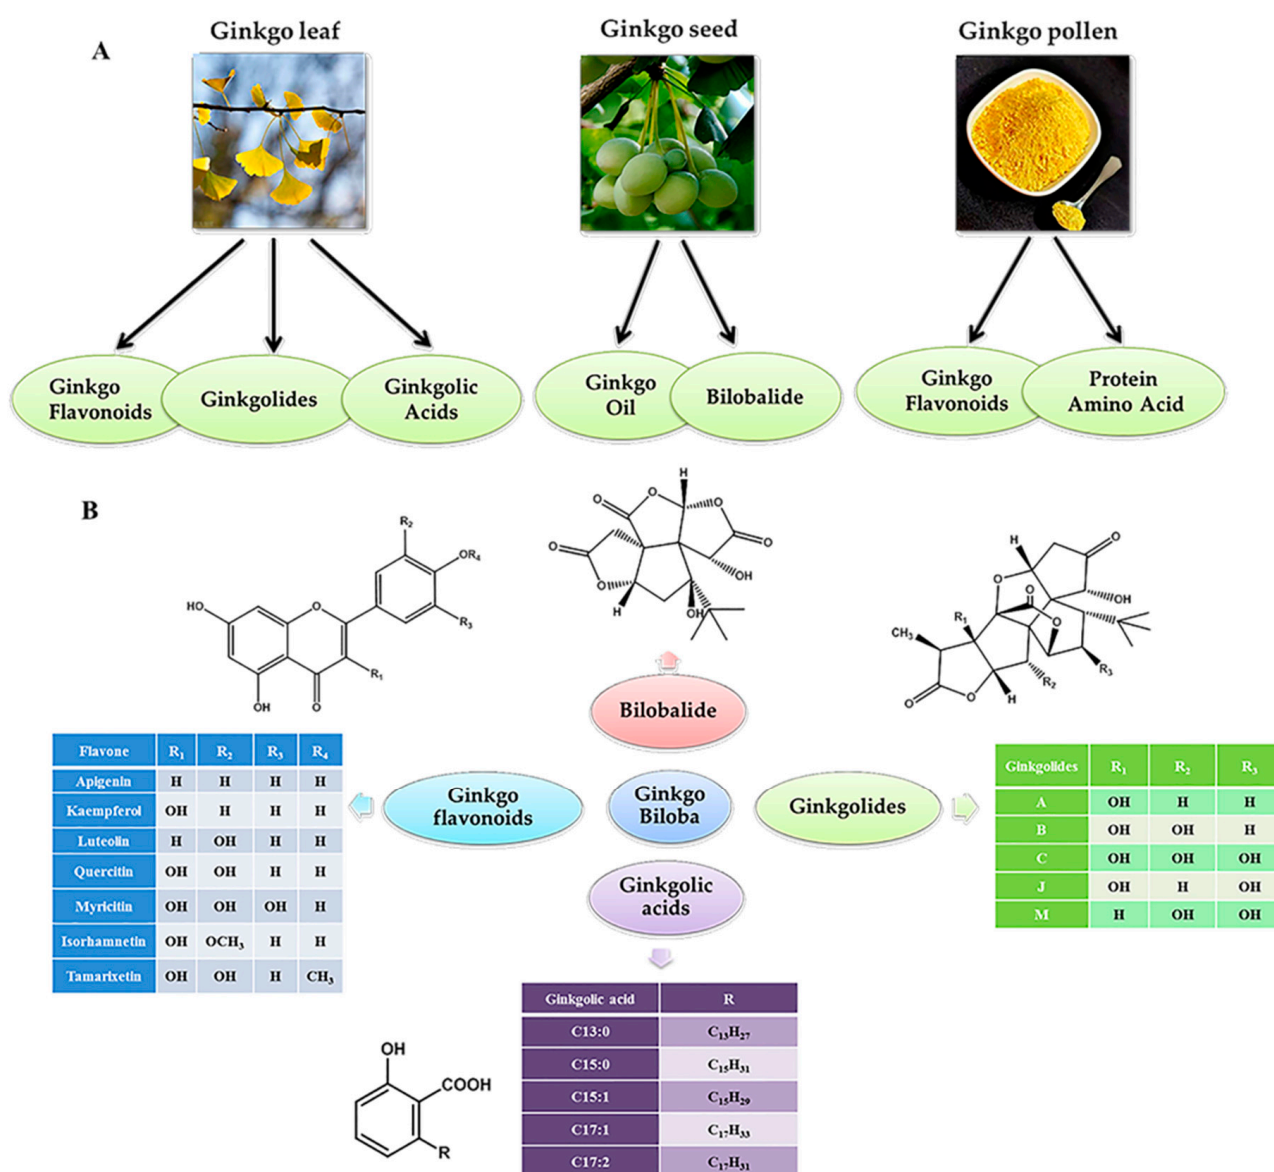 A
Ginkgo leaf
Ginkgo seed
Ginkgo pollen
Ginkgo
Flavonoids
Ginkgolides
Ginkgolic
Acids
Ginkgo
Oil
Bilobalide
Ginkgo
Flavonoids
Protein
Amino Acid
B
R₂
OR₄
HO
O
R₃
R₁
OH
O
H
O
O
O
O
O
O
OH
H
OH
H
O
O
O
OH
R₁
O
CH₃
R₂
R₃
O
O
H
Bilobalide
Ginkgo
flavonoids
Ginkgo
Biloba
Ginkgolides
Ginkgolic
acids
Flavone R₁ R₂ R₃ R₄
Apigenin H H H H
Kaempferol OH H H H
Luteolin H OH H H
Quercitin OH OH H H
Myricitin OH OH OH H
Isorhamnetin OH OCH₃ H H
Tamarixetin OH OH H CH₃
Ginkgolides R₁ R₂ R₃
A OH H H
B OH OH H
C OH OH OH
J OH H OH
M H OH OH
OH
COOH
R
Ginkgolic acid R
C13:0 C₁₃H₂₇
C15:0 C₁₅H₃₁
C15:1 C₁₅H₂₉
C17:1 C₁₇H₃₃
C17:2 C₁₇H₃₁